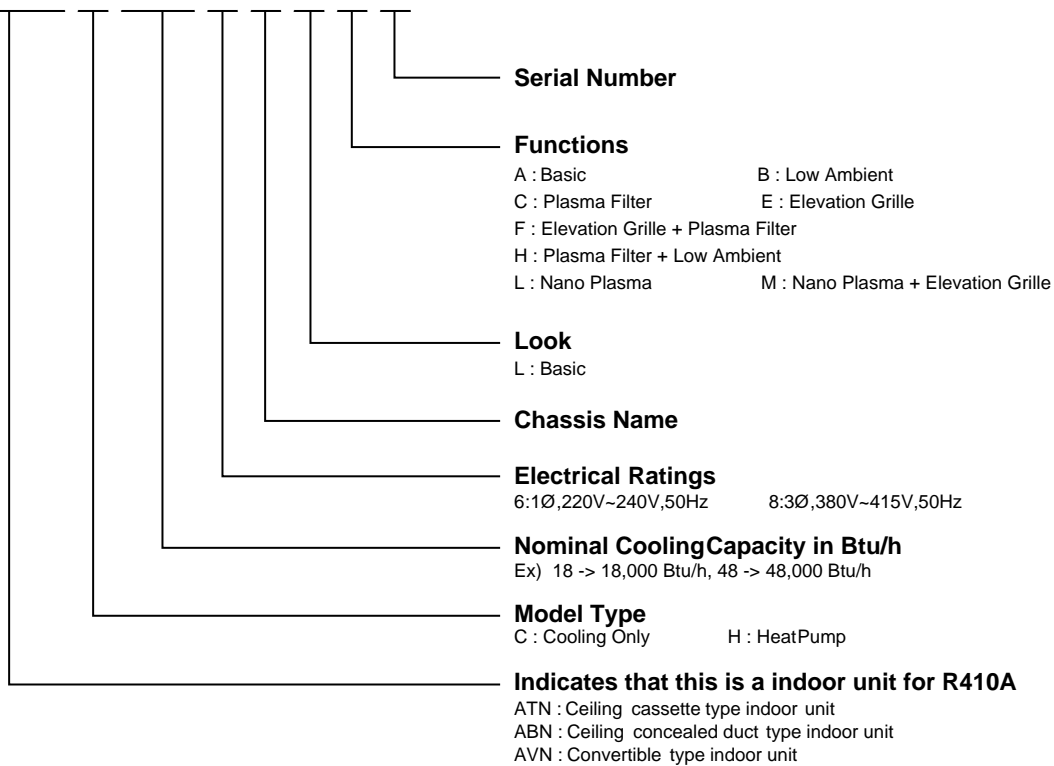 Serial Number
Functions
A : Basic B : Low Ambient
C : Plasma Filter E : Elevation Grille
F : Elevation Grille + Plasma Filter
H : Plasma Filter + Low Ambient
L : Nano Plasma M : Nano Plasma + Elevation Grille
Look
L : Basic
Chassis Name
Electrical Ratings
6:1Ø,220V~240V,50Hz 8:3Ø,380V~415V,50Hz
Nominal CoolingCapacity in Btu/h
Ex) 18 -> 18,000 Btu/h, 48 -> 48,000 Btu/h
Model Type
C : Cooling Only H : HeatPump
Indicates that this is a indoor unit for R410A
ATN : Ceiling cassette type indoor unit
ABN : Ceiling concealed duct type indoor unit
AVN : Convertible type indoor unit